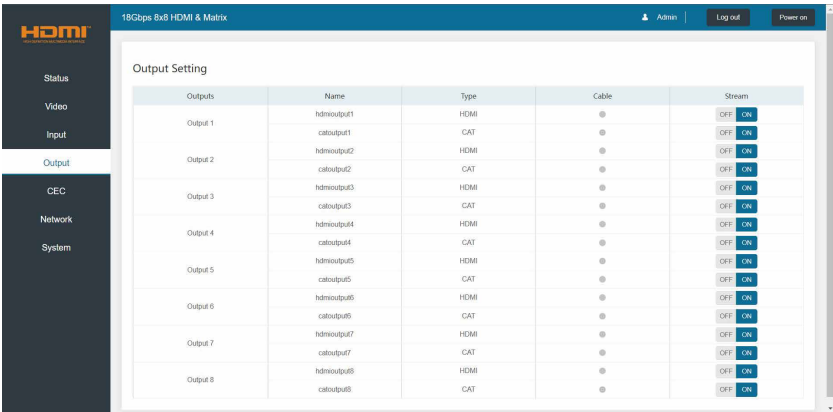 18Gbps 8x8 HDMI & Matrix
Admin
Log out
Power on
HDMI
Status
Video
Input
Output
CEC
Network
System
Output Setting
Outputs Name Type Cable Stream
Output 1
hdmioutput1 HDMI OFF ON
catoutput1 CAT OFF ON
Output 2
hdmioutput2 HDMI OFF ON
catoutput2 CAT OFF ON
Output 3
hdmioutput3 HDMI OFF ON
catoutput3 CAT OFF ON
Output 4
hdmioutput4 HDMI OFF ON
catoutput4 CAT OFF ON
Output 5
hdmioutput5 HDMI OFF ON
catoutput5 CAT OFF ON
Output 6
hdmioutput6 HDMI OFF ON
catoutput6 CAT OFF ON
Output 7
hdmioutput7 HDMI OFF ON
catoutput7 CAT OFF ON
Output 8
hdmioutput8 HDMI OFF ON
catoutput8 CAT OFF ON